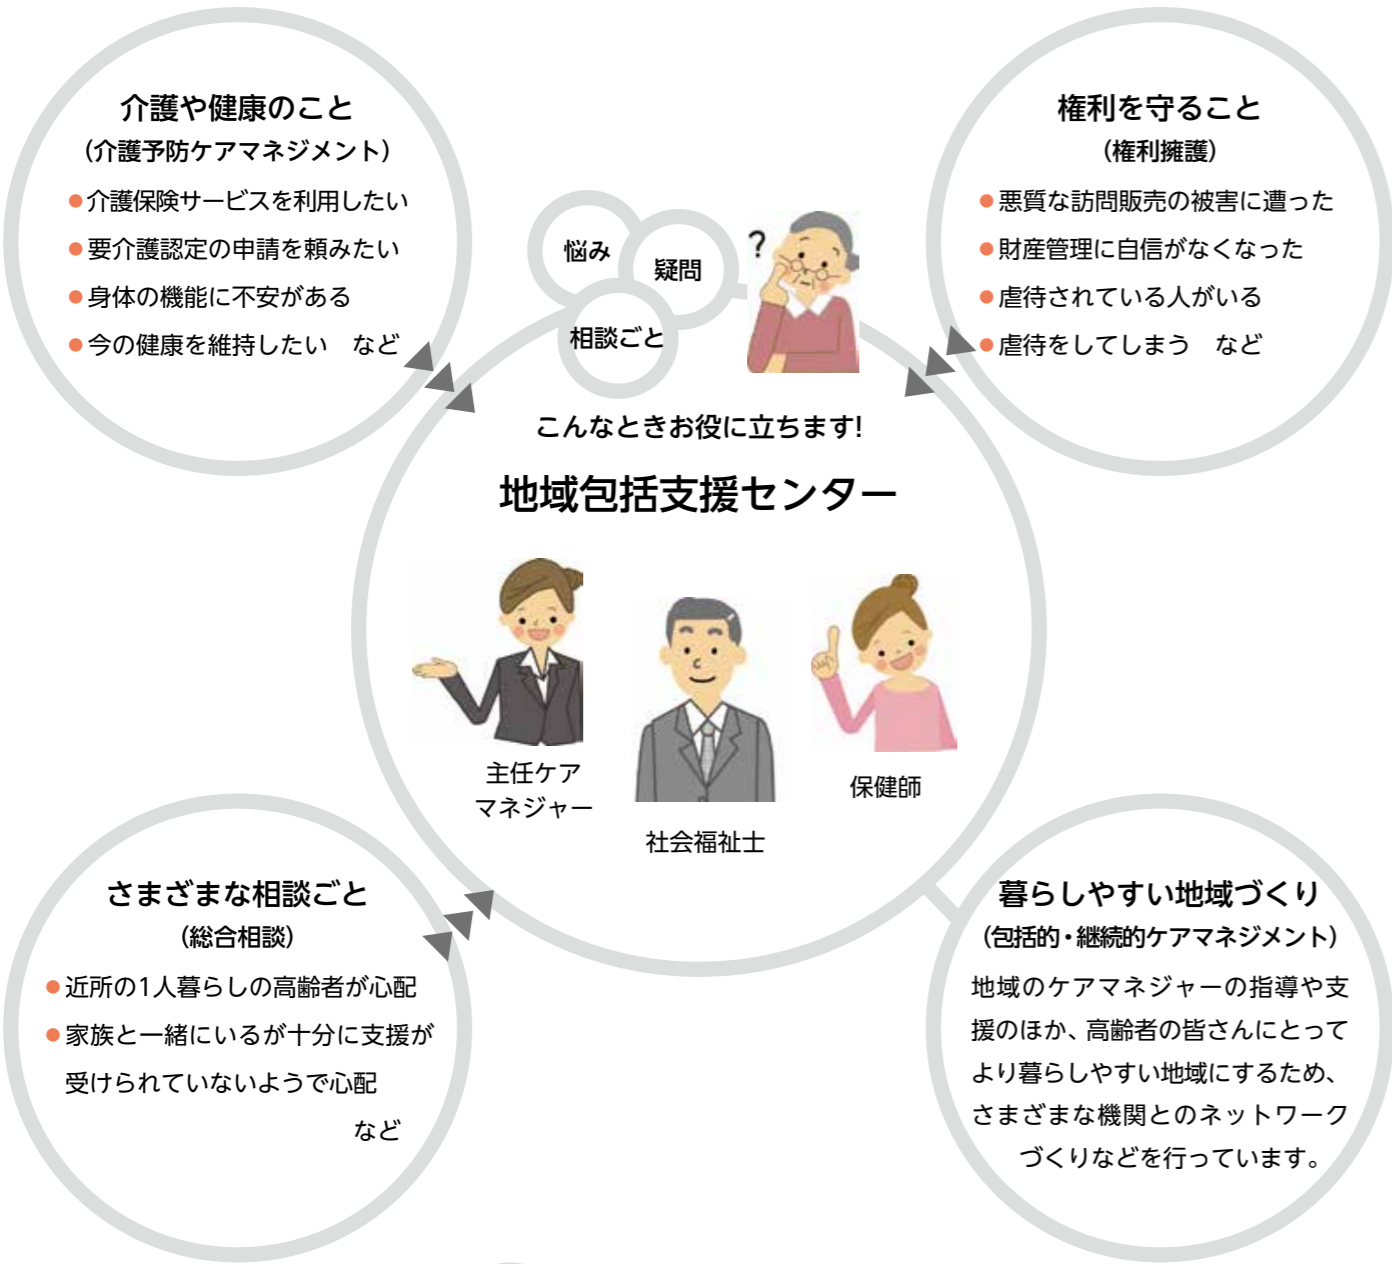 介護や健康のこと
(介護予防ケアマネジメント)
●介護保険サービスを利用したい
●要介護認定の申請を頼みたい
●身体の機能に不安がある
●今の健康を維持したい　など
権利を守ること
(権利擁護)
●悪質な訪問販売の被害に遭った
●財産管理に自信がなくなった
●虐待されている人がいる
●虐待をしてしまう　など
悩み
疑問
相談ごと
?
こんなときお役に立ちます!
地域包括支援センター
主任ケア
マネジャー
社会福祉士
保健師
さまざまな相談ごと
(総合相談)
●近所の1人暮らしの高齢者が心配
●家族と一緒にいるが十分に支援が
受けられていないようで心配
など
暮らしやすい地域づくり
(包括的・継続的ケアマネジメント)
地域のケアマネジャーの指導や支
援のほか、高齢者の皆さんにとって
より暮らしやすい地域にするため、
さまざまな機関とのネットワーク
づくりなどを行っています。